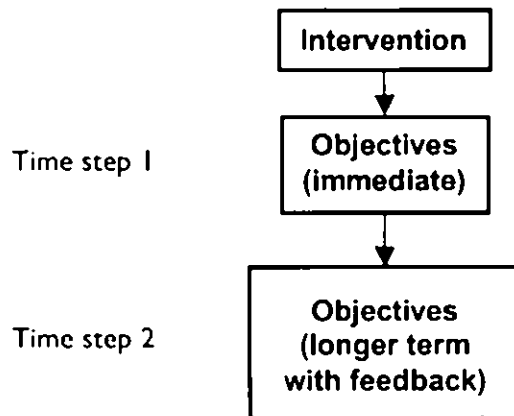 Intervention
Time step 1
Objectives
(immediate)
Time step 2
Objectives
(longer term
with feedback)